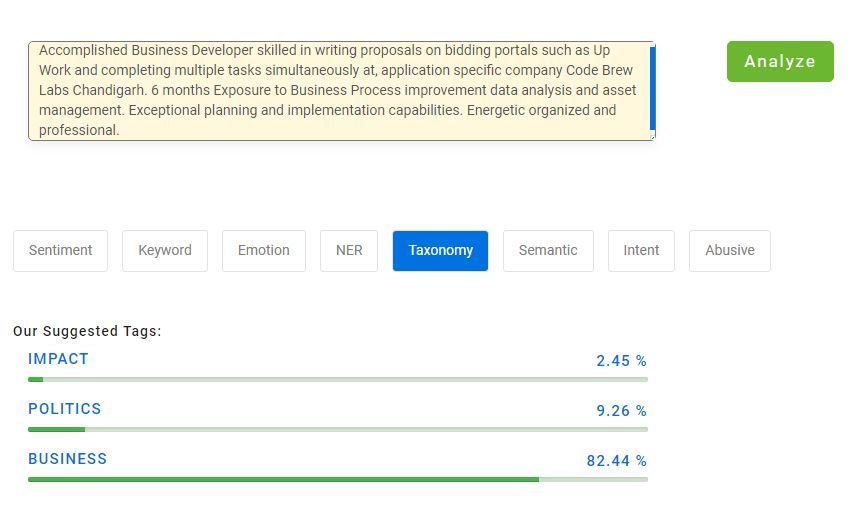 Accomplished Business Developer skilled in writing proposals on bidding portals such as Up
Work and completing multiple tasks simultaneously at, application specific company Code Brew
Labs Chandigarh. 6 months Exposure to Business Process improvement data analysis and asset
management. Exceptional planning and implementation capabilities. Energetic organized and
professional.
Analyze
Sentiment Keyword Emotion NER Taxonomy Semantic Intent Abusive
Our Suggested Tags:
IMPACT 2.45 %
POLITICS 9.26 %
BUSINESS 82.44 %